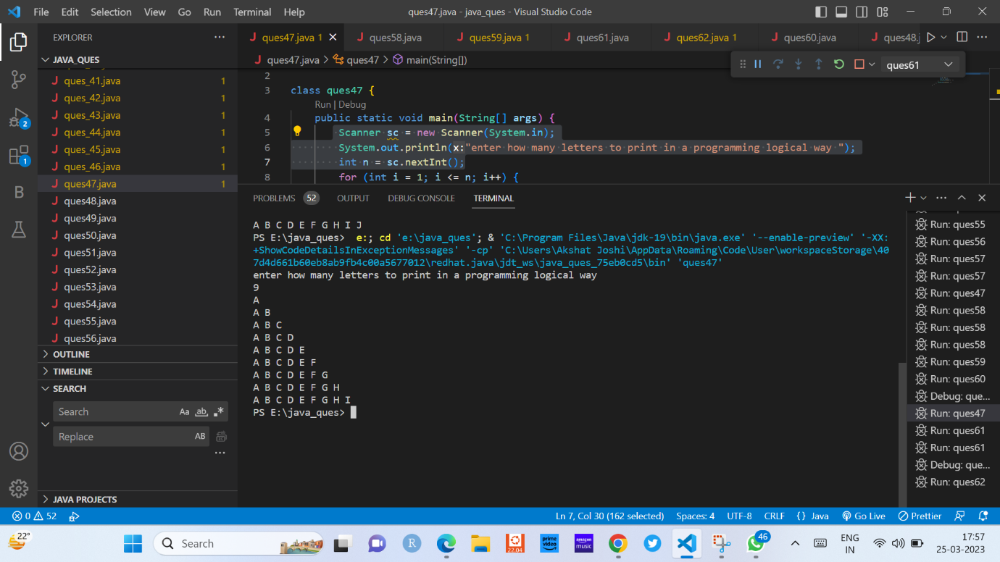 File Edit Selection View Go Run Terminal Help ques47.java - java_ques - Visual Studio Code
EXPLORER
ques47.java 1 ques58.java ques59.java 1 ques61.java ques62.java 1 ques60.java ques48.j
JAVA_QUES
ques47.java > ques47 > main(String[])
ques61
ques_41.java 1
ques_42.java 1
ques_43.java 1
ques_44.java 1
ques_45.java 1
ques_46.java 1
ques47.java 1
ques48.java
ques49.java
ques50.java
ques51.java
ques52.java
ques53.java
ques54.java
ques55.java
ques56.java
OUTLINE
TIMELINE
SEARCH
Search Aa ab
Replace AB
JAVA PROJECTS
2
1
B
2
3 class ques47 {
Run | Debug
4 public static void main(String[] args) {
5 Scanner sc = new Scanner(System.in);
6 System.out.println(x:"enter how many letters to print in a programming logical way ");
7 int n = sc.nextInt();
8 for (int i = 1; i <= n; i++) {
PROBLEMS 52 OUTPUT DEBUG CONSOLE TERMINAL
A B C D E F G H I J
PS E:\java_ques>  e:; cd 'e:\java_ques'; & 'C:\Program Files\Java\jdk-19\bin\java.exe' '--enable-preview' '-XX:
+ShowCodeDetailsInExceptionMessages' '-cp' 'C:\Users\Akshat Joshi\AppData\Roaming\Code\User\workspaceStorage\40
7d4d661b60eb8ab9fb4c00a5677012\redhat.java\jdt_ws\java_ques_75eb0cd5\bin' 'ques47'
enter how many letters to print in a programming logical way
9
A
A B
A B C
A B C D
A B C D E
A B C D E F
A B C D E F G
A B C D E F G H
A B C D E F G H I
PS E:\java_ques>
Run: ques55
Run: ques56
Run: ques57
Run: ques57
Run: ques47
Run: ques58
Run: ques58
Run: ques58
Run: ques59
Run: ques60
Debug: que...
Run: ques47
Run: ques61
Run: ques61
Debug: que...
Run: ques62
0 52 Ln 7, Col 30 (162 selected) Spaces: 4 UTF-8 CRLF {} Java Go Live Prettier
22° Search R 22.04 prime video amazon music 46 ENG IN 17:57 25-03-2023